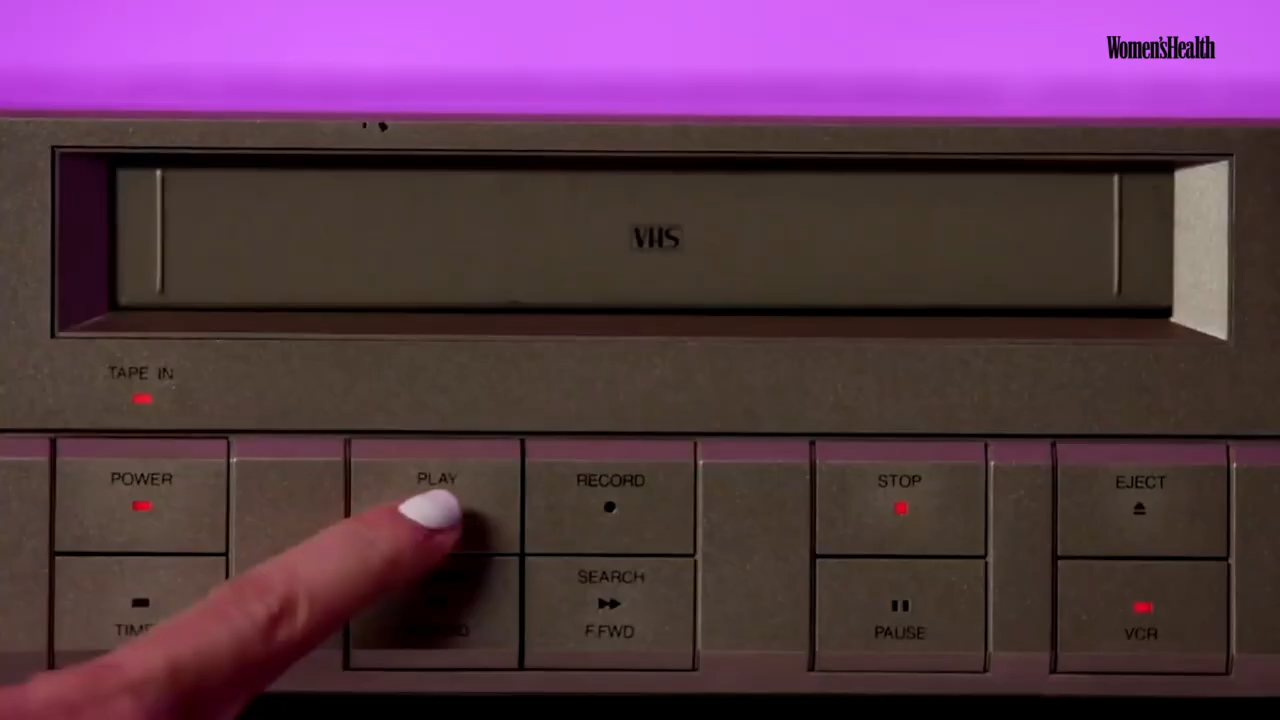 Women'sHealth
VHS
TAPE IN
POWER
PLAY
RECORD
STOP
EJECT
SEARCH
F.FWD
PAUSE
VCR